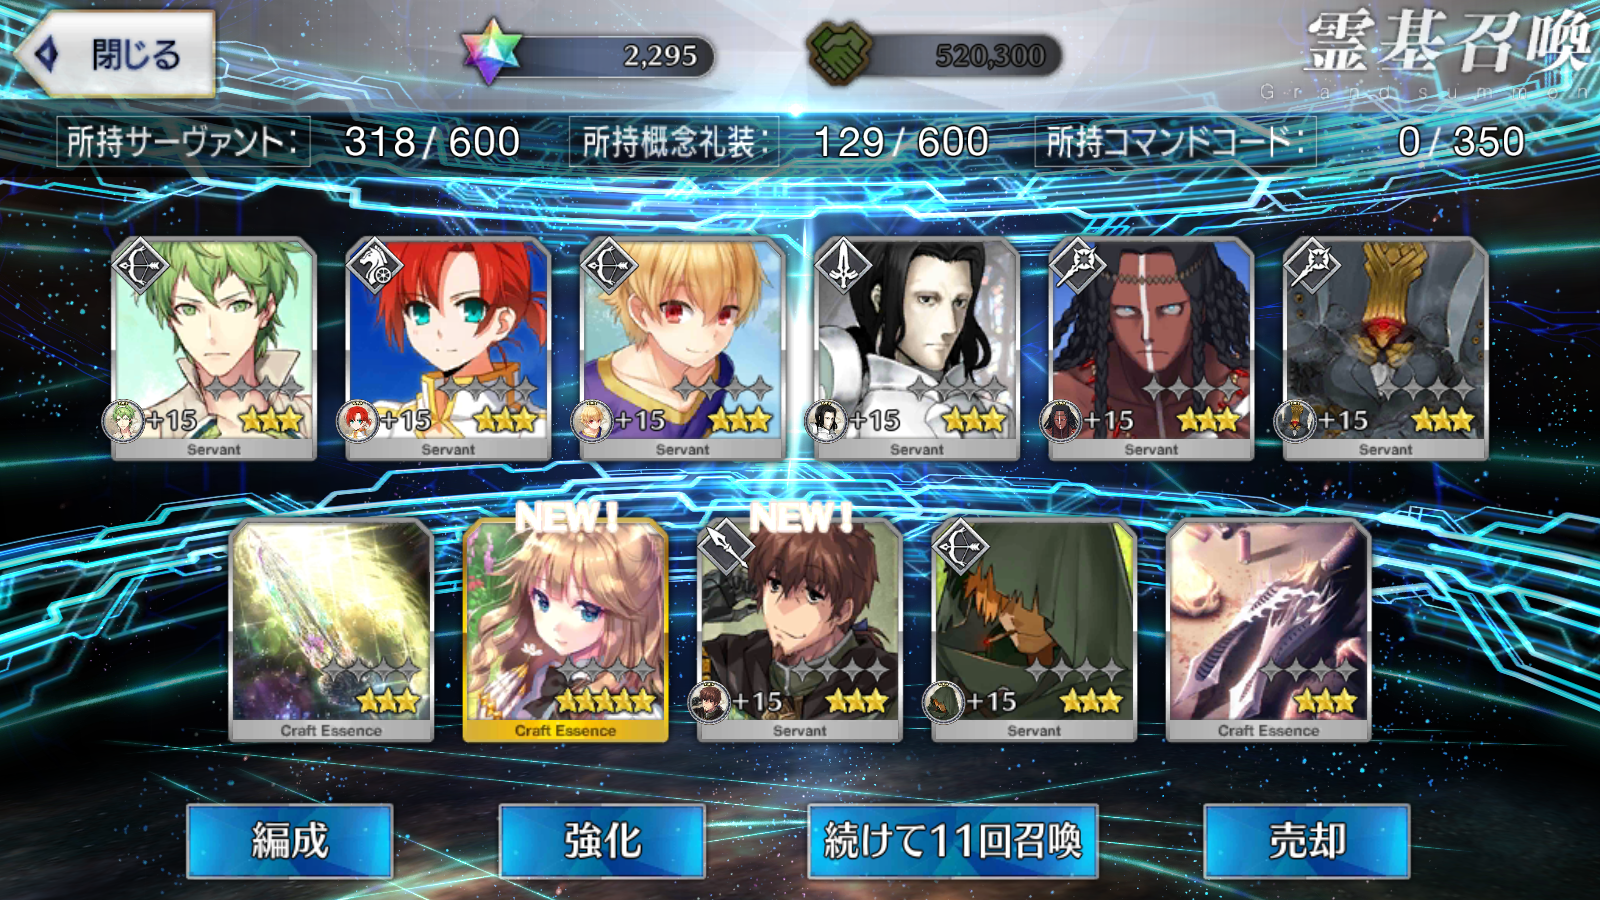 閉じる
2,295
520,300
霊基召喚
Grand summon
所持サーヴァント:
318/600
所持概念礼装:
129/600
所持コマンドコード:
0/350
+15
+15
+15
+15
+15
+15
Servant
Servant
Servant
Servant
Servant
Servant
NEW!
NEW!
+15
+15
Craft Essence
Craft Essence
Servant
Servant
Craft Essence
編成
強化
続けて11回召喚
売却